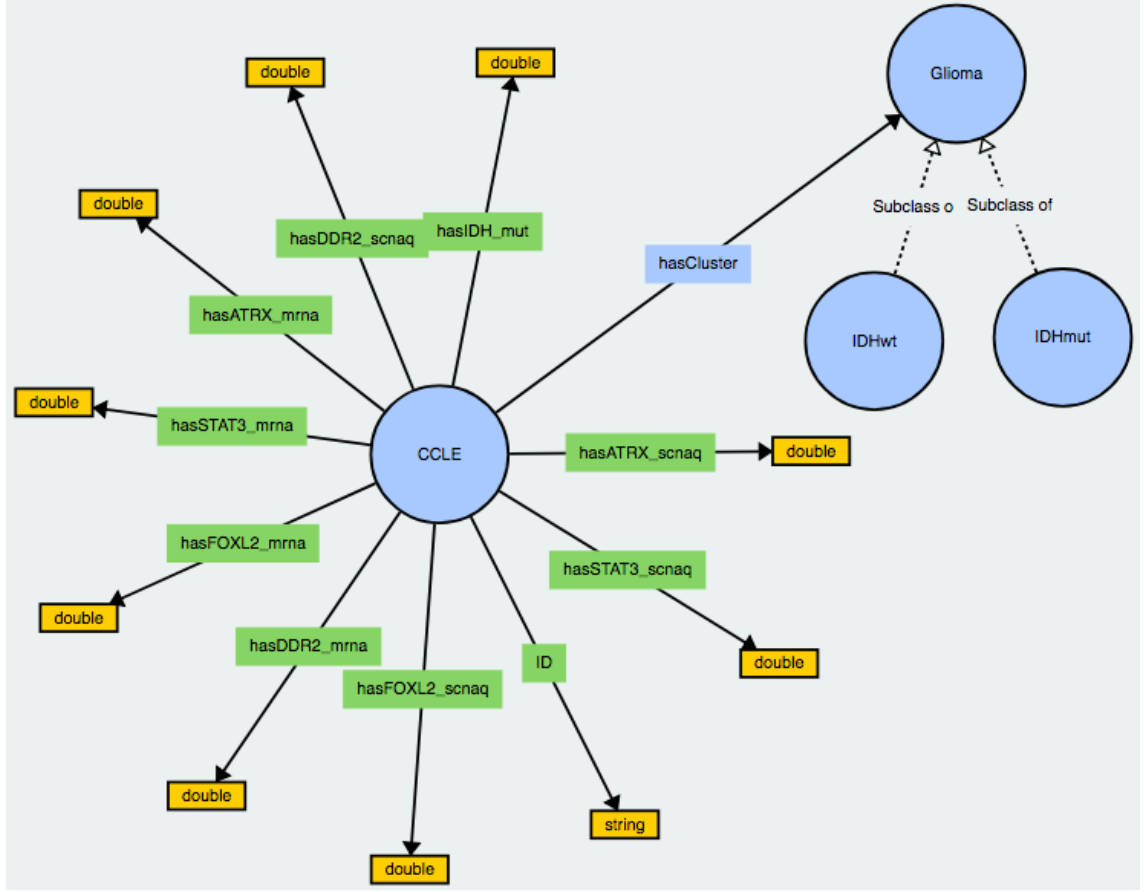 double
double
Glioma
double
Subclass o
Subclass of
hasDDR2_scnaq
hasIDH_mut
hasCluster
hasATRX_mrna
IDHwt
IDHmut
double
hasSTAT3_mrna
CCLE
hasATRX_scnaq
double
hasFOXL2_mrna
hasSTAT3_scnaq
double
hasDDR2_mrna
ID
double
hasFOXL2_scnaq
double
string
double